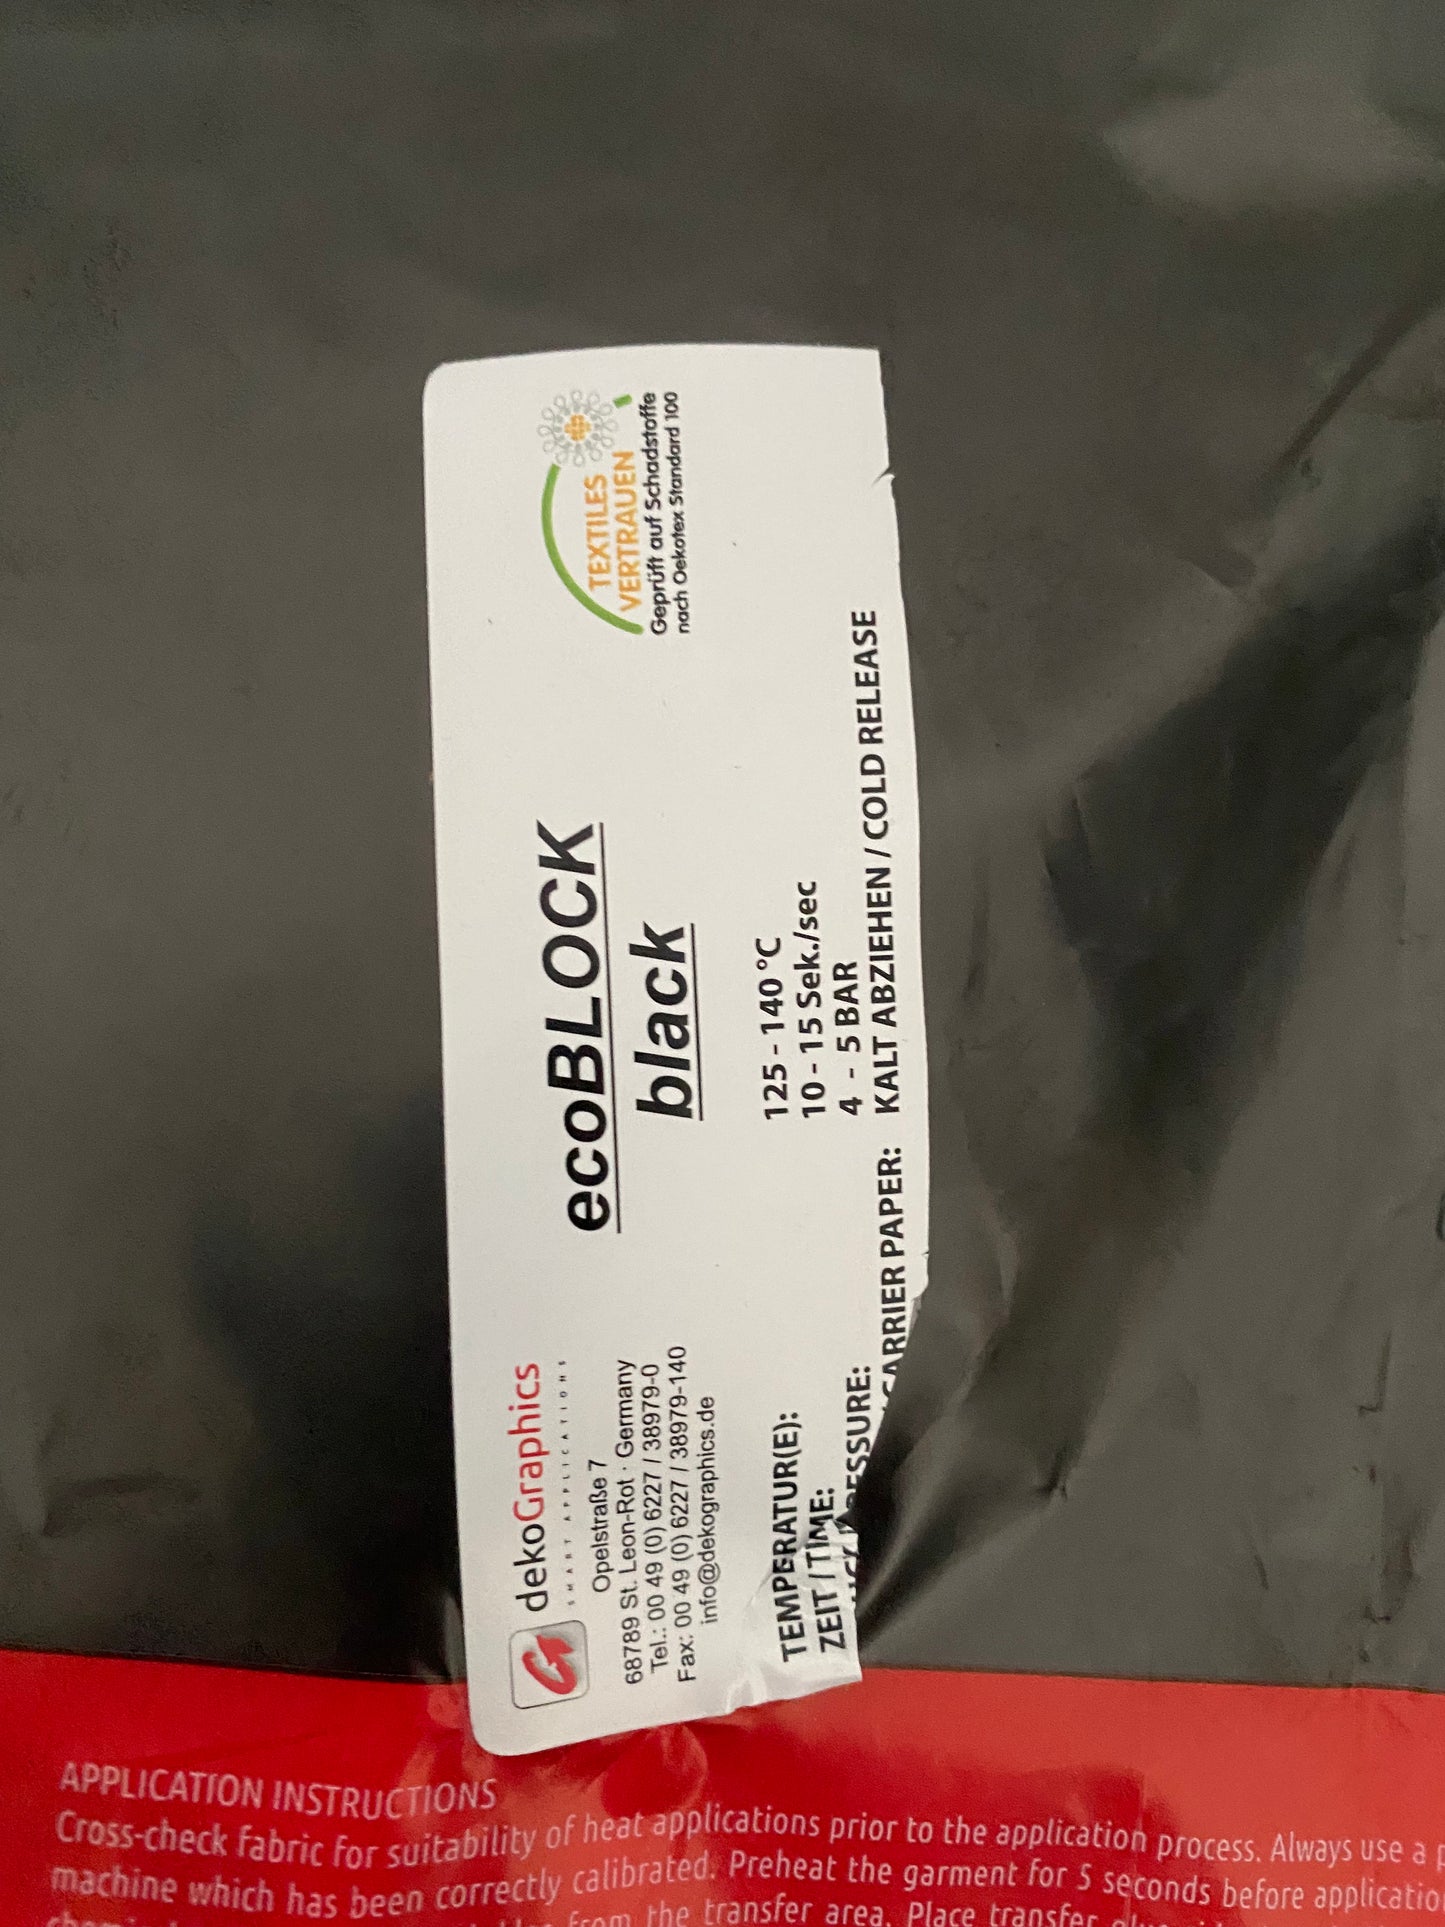 dekoGraphics
SMART APPLICATIONS
Opelstraße 7
68789 St. Leon-Rot · Germany
Tel.: 00 49 (0) 6227 / 38979-0
Fax: 00 49 (0) 6227 / 38979-140
info@dekographics.de
ecoBLOCK
black
TEXTILES
VERTRAUEN
Geprüft auf Schadstoffe
nach Oekotex Standard 100
TEMPERATUR(E): 125 - 140 °C
ZEIT / TIME: 10 - 15 Sek./sec
4 - 5 BAR
PAPER: KALT ABZIEHEN / COLD RELEASE
APPLICATION INSTRUCTIONS
Cross-check fabric for suitability of heat applications prior to the application process. Always use a
machine which has been correctly calibrated. Preheat the garment for 5 seconds before
from the transfer area. Place transfer